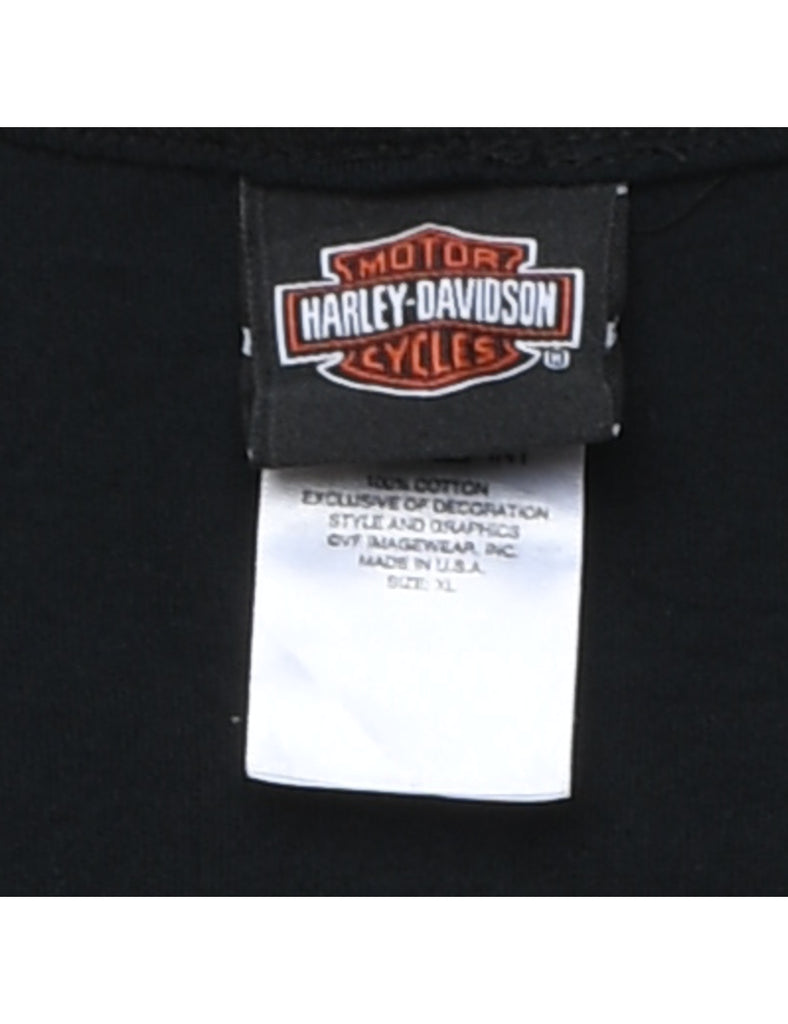 MOTOR
HARLEY-DAVIDSON
CYCLES
®
100% COTTON
EXCLUSIVE OF DECORATION
STYLE AND GRAPHICS
©VF IMAGEWEAR, INC.
MADE IN U.S.A.
SIZE: XL